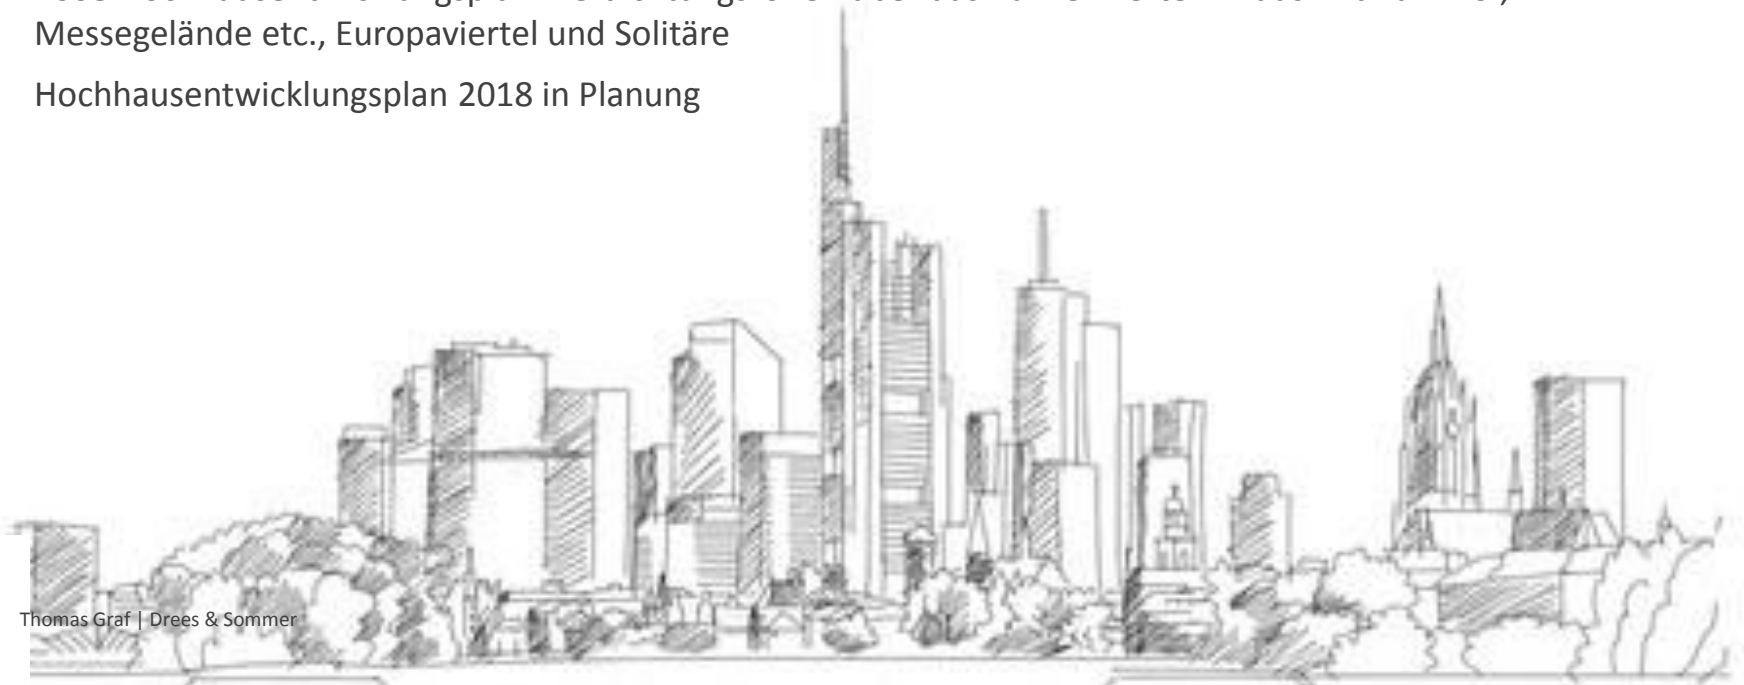 Messegelände etc., Europaviertel und Solitäre
Hochhausentwicklungsplan 2018 in Planung
Thomas Graf | Drees & Sommer